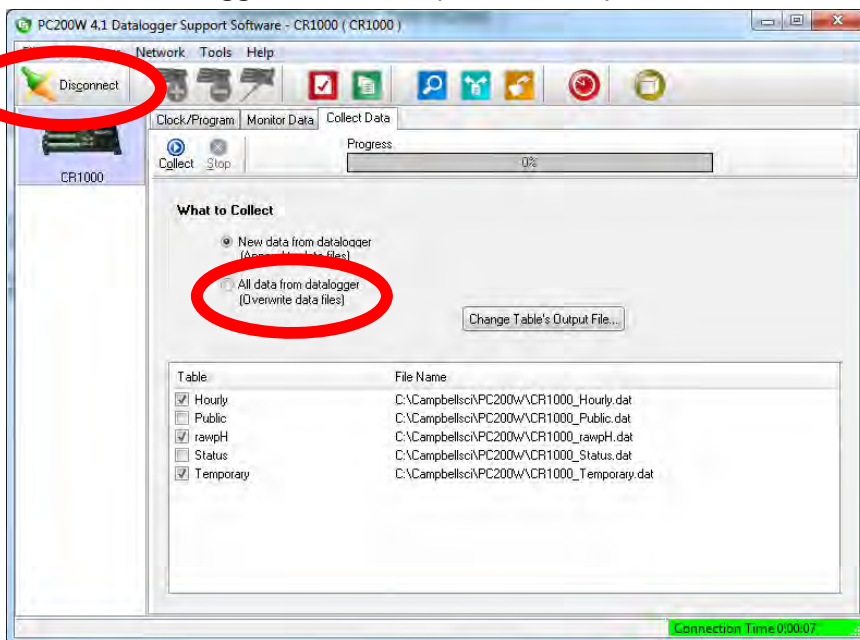 PC200W 4.1 Datalogger Support Software - CR1000 ( CR1000 )
Network Tools Help
Disconnect
Clock/Program Monitor Data Collect Data
Collect Stop
Progress
0%
CR1000
What to Collect
New data from datalogger
data files)
All data from datalogger
(Overwrite data files)
Change Table's Output File...
Table File Name
Hourly C:\Campbellsci\PC200W\CR1000_Hourly.dat
Public C:\Campbellsci\PC200W\CR1000_Public.dat
rawpH C:\Campbellsci\PC200W\CR1000_rawpH.dat
Status C:\Campbellsci\PC200W\CR1000_Status.dat
Temporary C:\Campbellsci\PC200W\CR1000_Temporary.dat
Connection Time 0:00:07